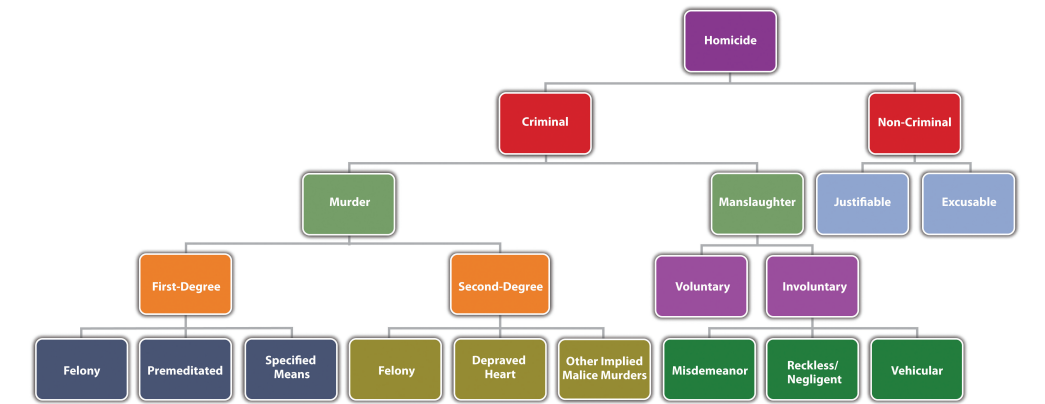 Homicide
Criminal
Non-Criminal
Murder
Manslaughter
Justifiable
Excusable
First-Degree
Second-Degree
Voluntary
Involuntary
Felony
Premeditated
Specified
Means
Felony
Depraved
Heart
Other Implied
Malice Murders
Misdemeanor
Reckless/
Negligent
Vehicular